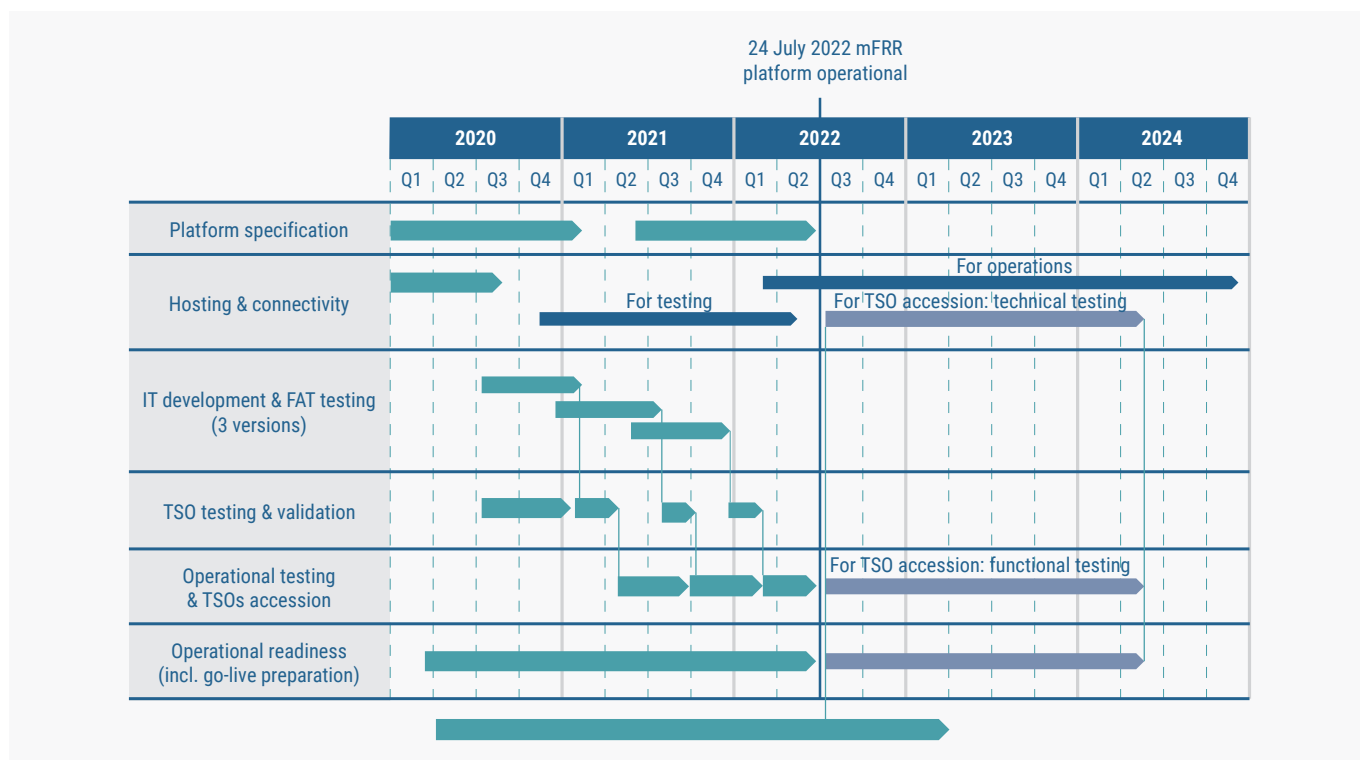 24 July 2022 mFRR
platform operational
2020 2021 2022 2023 2024
Q1 Q2 Q3 Q4 Q1 Q2 Q3 Q4 Q1 Q2 Q3 Q4 Q1 Q2 Q3 Q4 Q1 Q2 Q3 Q4
Platform specification
For operations
Hosting & connectivity
For testing
For TSO accession: technical testing
IT development & FAT testing
(3 versions)
TSO testing & validation
For TSO accession: functional testing
Operational testing
& TSOs accession
Operational readiness
(incl. go-live preparation)